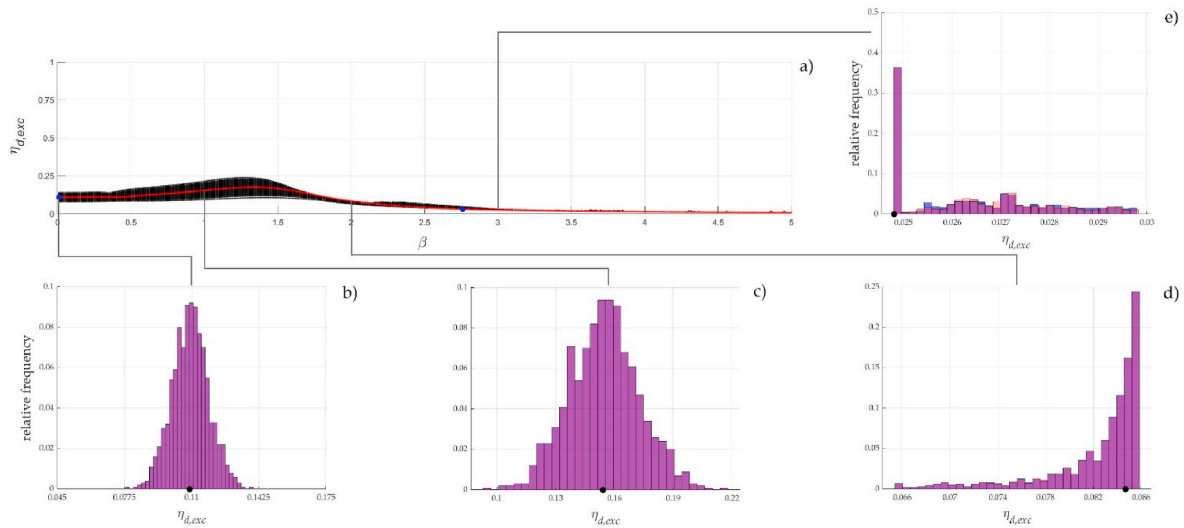 a)
η_{d,exc}
1
0.75
0.5
0.25
0
0 0.5 1 1.5 2 2.5 3 3.5 4 4.5 5
β
e)
relative frequency
0.5
0.4
0.3
0.2
0.1
0
0.025 0.026 0.027 0.028 0.029 0.03
η_{d,exc}
b)
relative frequency
0.1
0.08
0.06
0.04
0.02
0
0.045 0.0775 0.11 0.1425 0.175
η_{d,exc}
c)
0.1
0.08
0.06
0.04
0.02
0
0.1 0.13 0.16 0.19 0.22
η_{d,exc}
d)
0.25
0.2
0.15
0.1
0.05
0
0.066 0.07 0.074 0.078 0.082 0.086
η_{d,exc}